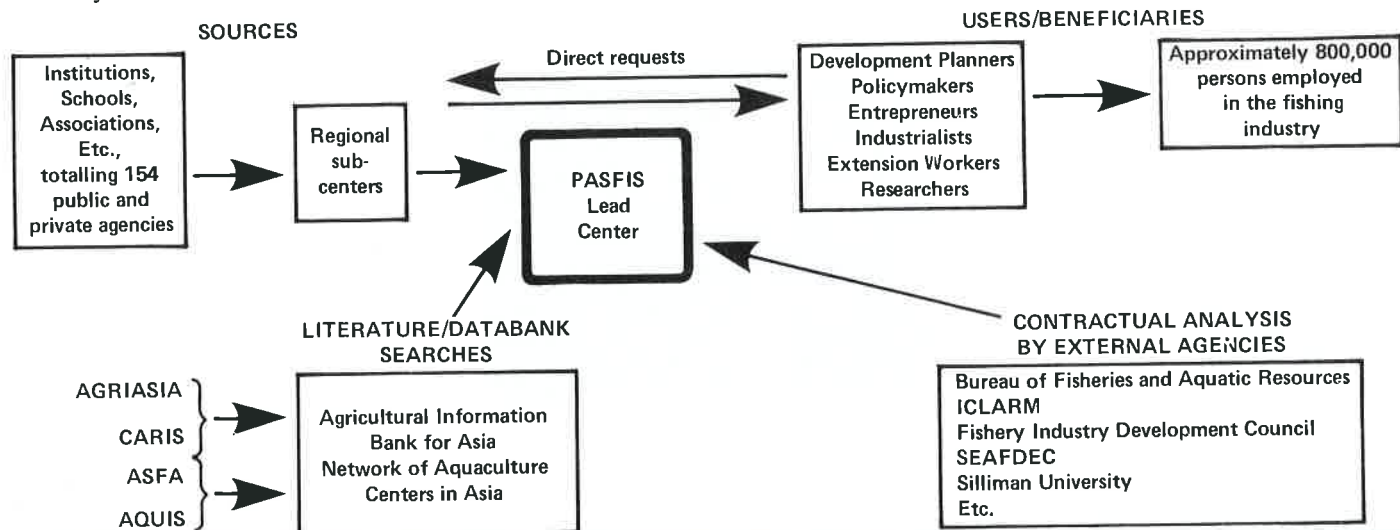 SOURCES
Institutions,
Schools,
Associations,
Etc.,
totalling 154
public and
private agencies
Regional
sub-
centers
Direct requests
PASFIS
Lead
Center
USERS/BENEFICIARIES
Development Planners
Policymakers
Entrepreneurs
Industrialists
Extension Workers
Researchers
Approximately 800,000
persons employed
in the fishing
industry
LITERATURE/DATABANK
SEARCHES
AGRIASIA
CARIS
ASFA
AQUIS
Agricultural Information
Bank for Asia
Network of Aquaculture
Centers in Asia
CONTRACTUAL ANALYSIS
BY EXTERNAL AGENCIES
Bureau of Fisheries and Aquatic Resources
ICLARM
Fishery Industry Development Council
SEAFDEC
Silliman University
Etc.